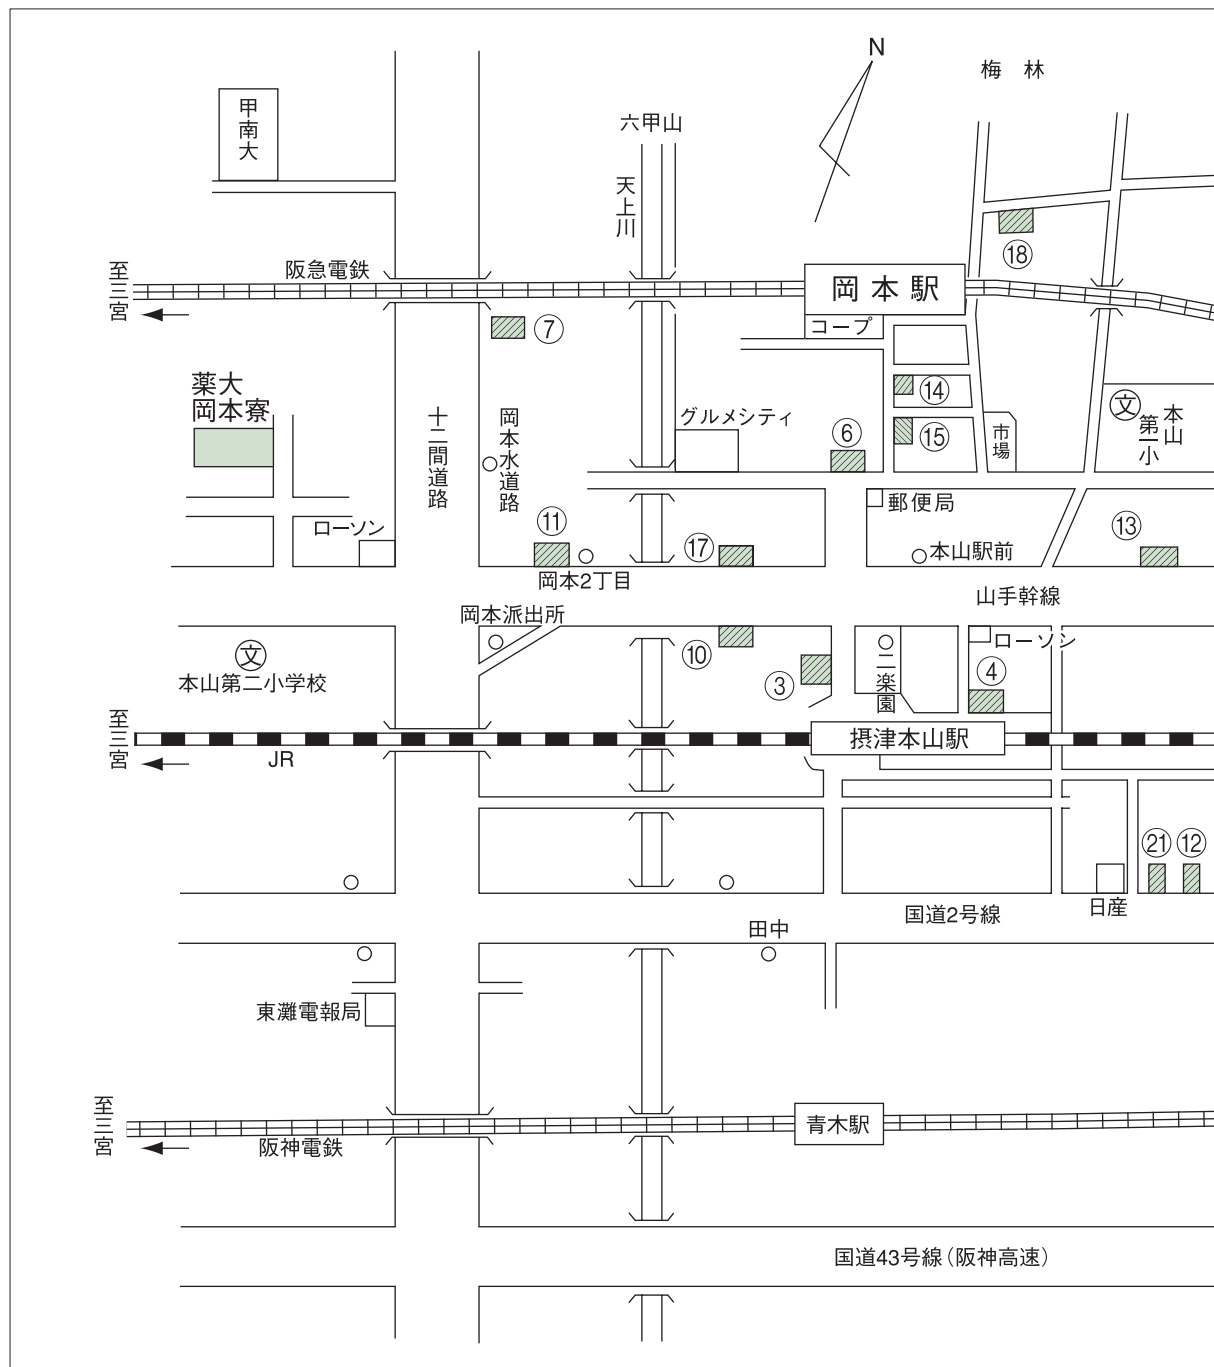 N
梅林
甲南大
六甲山
天上川
⑱
阪急電鉄
至三宮
岡本駅
コープ
⑦
薬大
岡本寮
⑭
十二間道路
岡本水道路
グルメシティ
⑥
⑮
市場
文
本山
第一小
郵便局
ローソン
⑪
⑰
本山駅前
⑬
岡本2丁目
山手幹線
岡本派出所
文
本山第二小学校
⑩
③
二楽園
ローソン
④
至三宮
JR
摂津本山駅
㉑
⑫
国道2号線
日産
田中
東灘電報局
至三宮
青木駅
阪神電鉄
国道43号線（阪神高速）